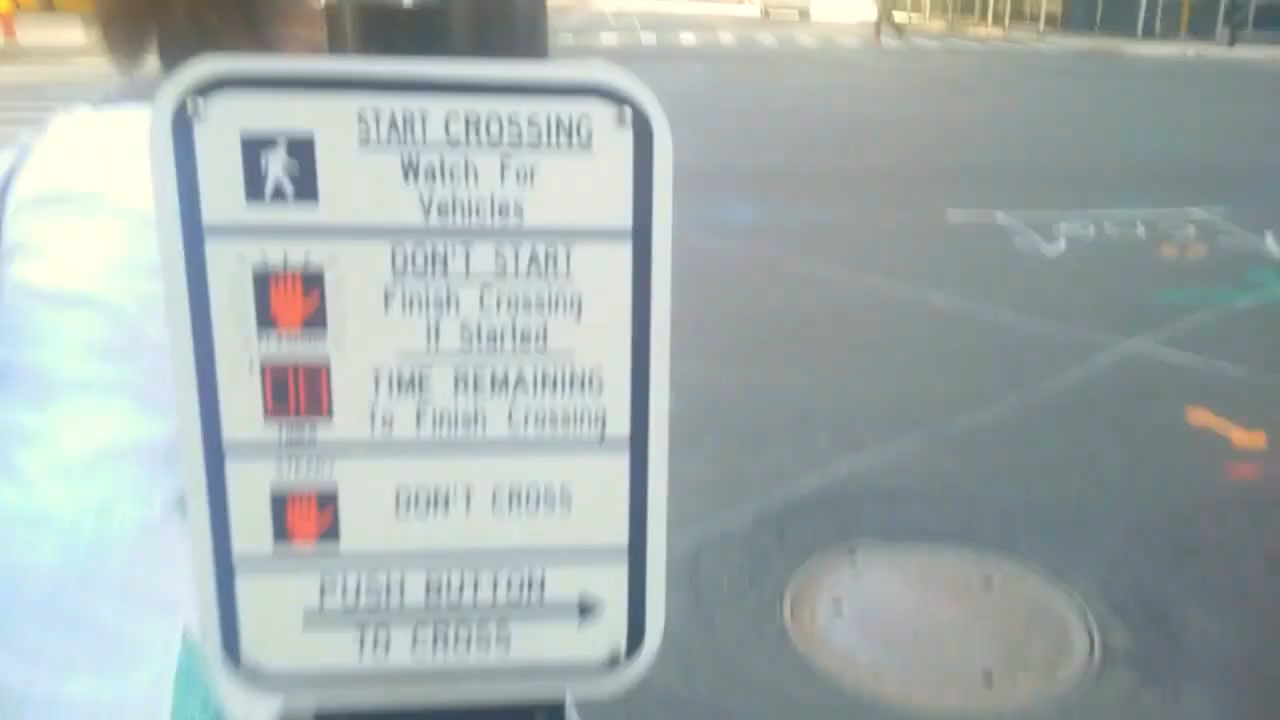 START CROSSING
Watch For
Vehicles
DON'T START
Finish Crossing
If Started
TIME REMAINING
To Finish Crossing
DON'T CROSS
PUSH BUTTON
TO CROSS